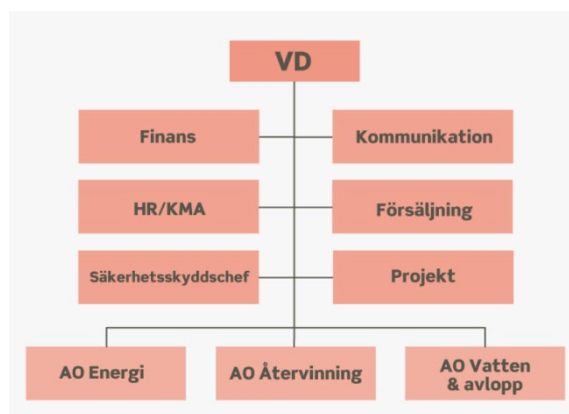 VD
Finans
Kommunikation
HR/KMA
Försäljning
Säkerhetsskyddschef
Projekt
AO Energi
AO Återvinning
AO Vatten
& avlopp